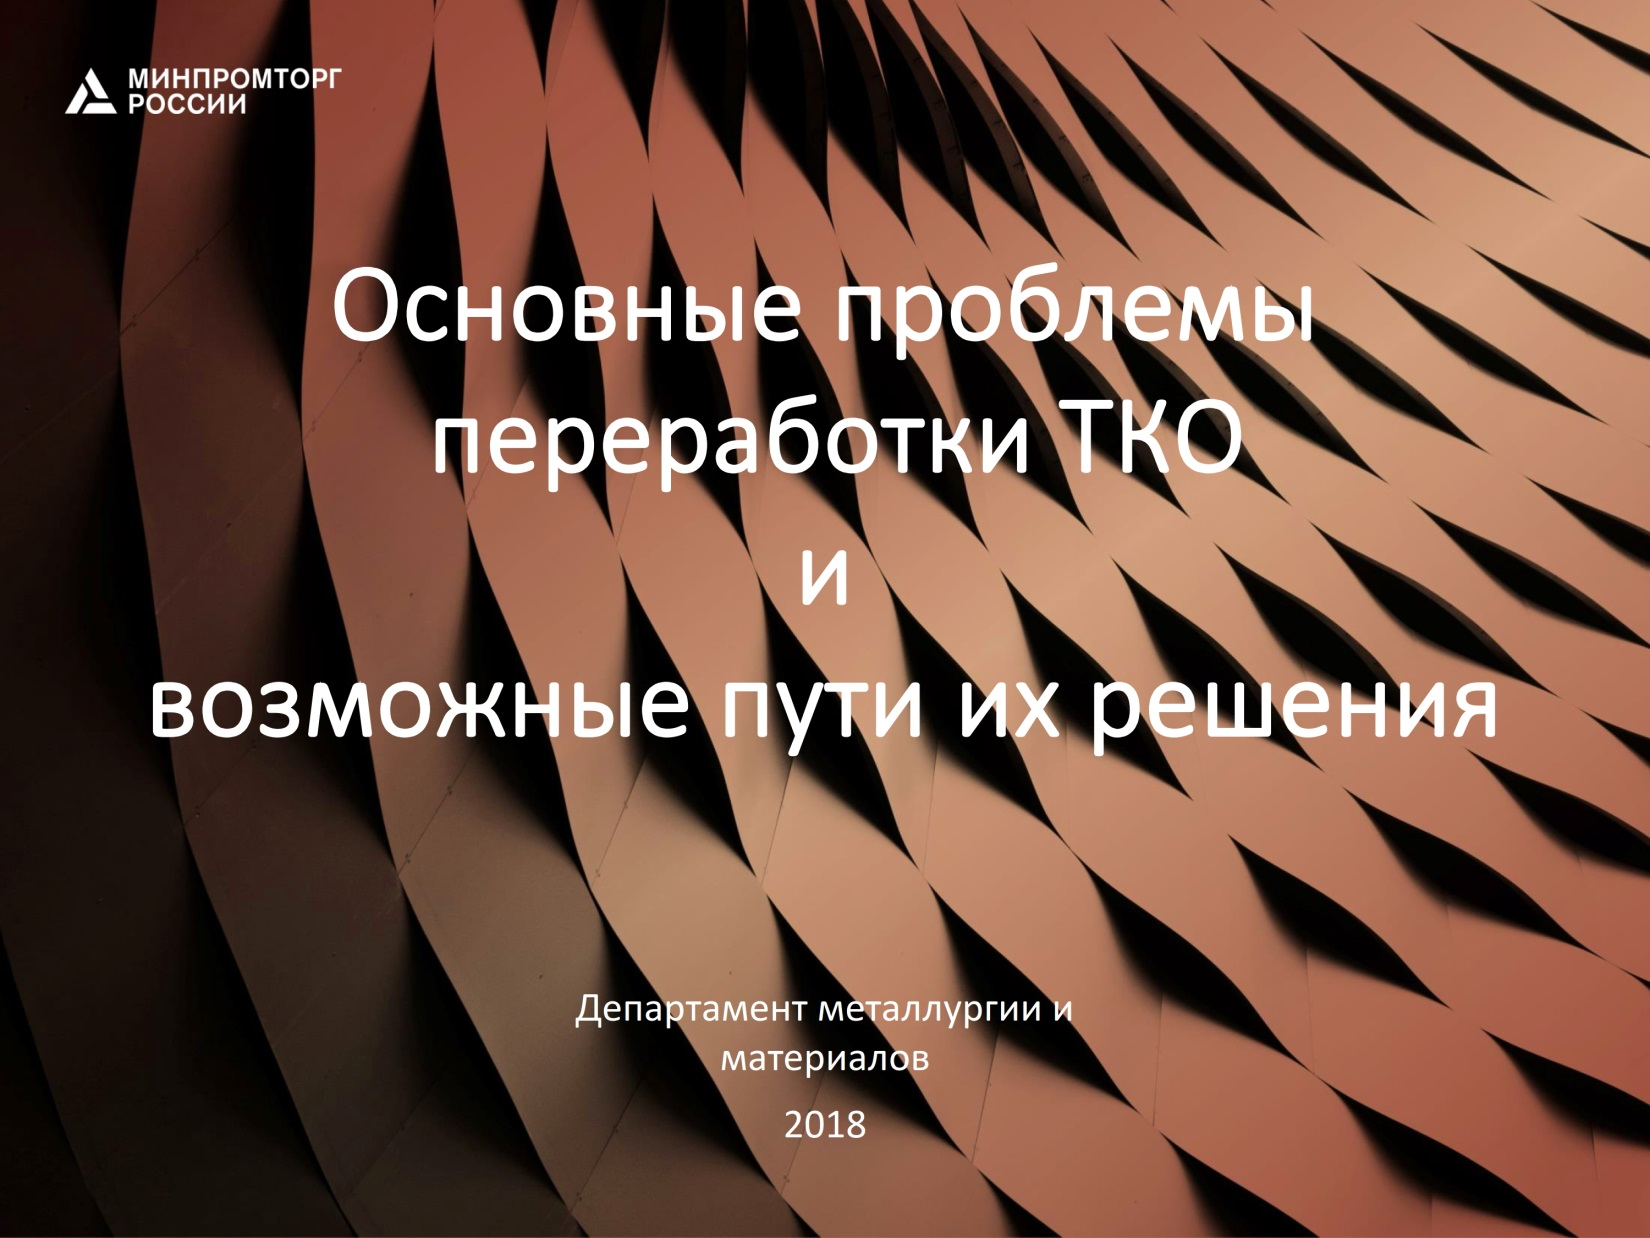 МИНПРОМТОРГ
РОССИИ
Основные проблемы
переработки ТКО
и
возможные пути их решения
Департамент металлургии и
материалов
2018